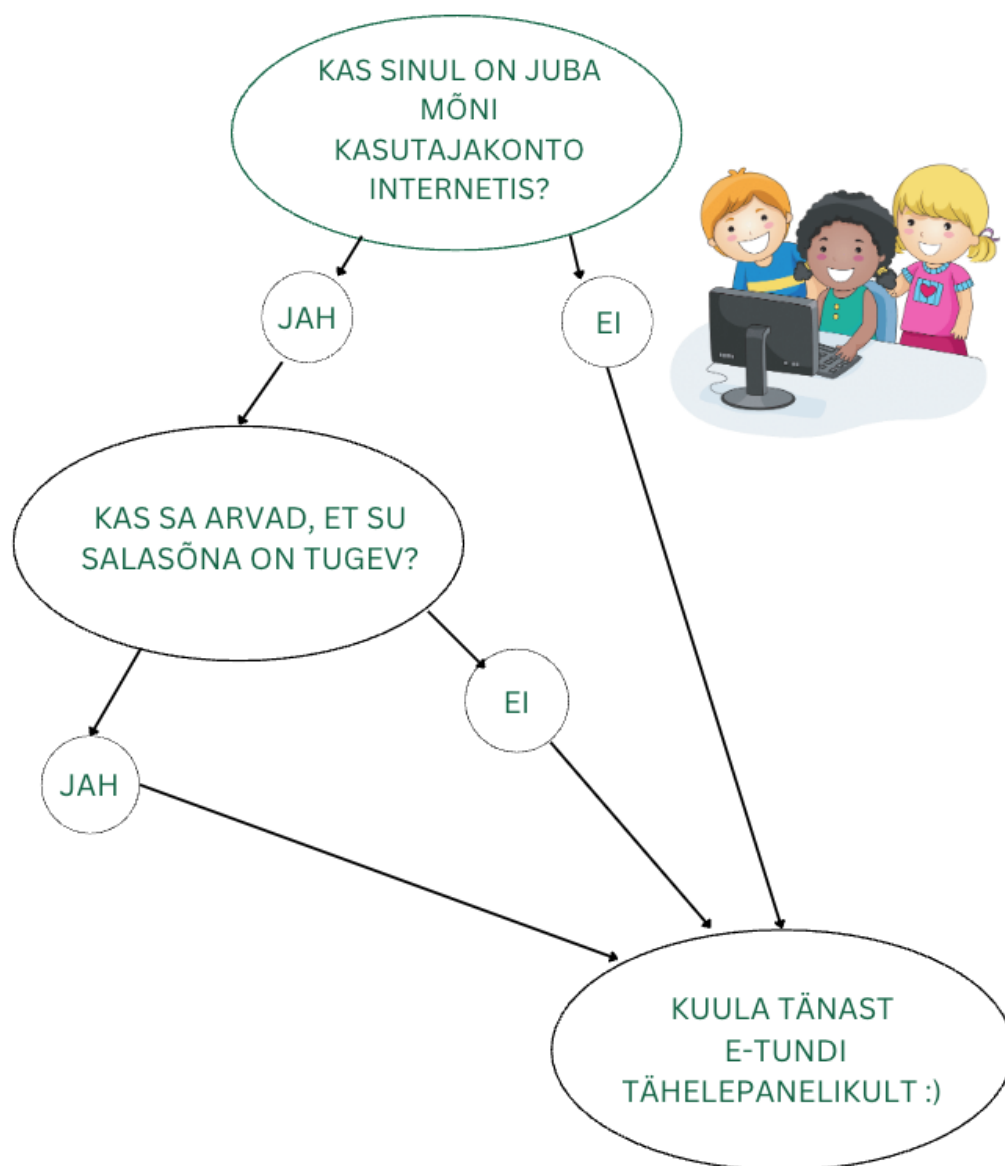 KAS SINUL ON JUBA
MÕNI
KASUTAJAKONTO
INTERNETIS?
JAH
EI
KAS SA ARVAD, ET SU
SALASÕNA ON TUGEV?
EI
JAH
KUULA TÄNAST
E-TUNDI
TÄHELEPANELIKULT :)